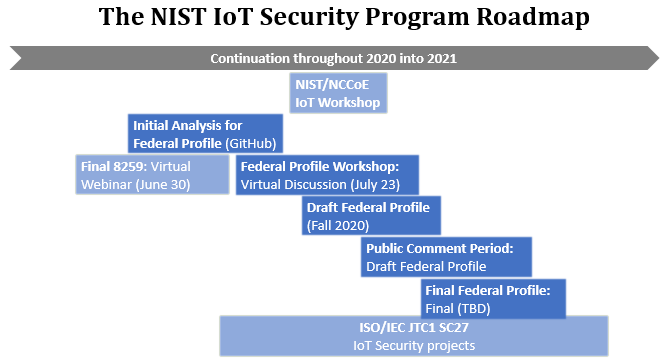 The NIST IoT Security Program Roadmap
Continuation throughout 2020 into 2021
NIST/NCCoE
IoT Workshop
Initial Analysis for
Federal Profile (GitHub)
Final 8259: Virtual
Webinar (June 30)
Federal Profile Workshop:
Virtual Discussion (July 23)
Draft Federal Profile
(Fall 2020)
Public Comment Period:
Draft Federal Profile
Final Federal Profile:
Final (TBD)
ISO/IEC JTC1 SC27
IoT Security projects